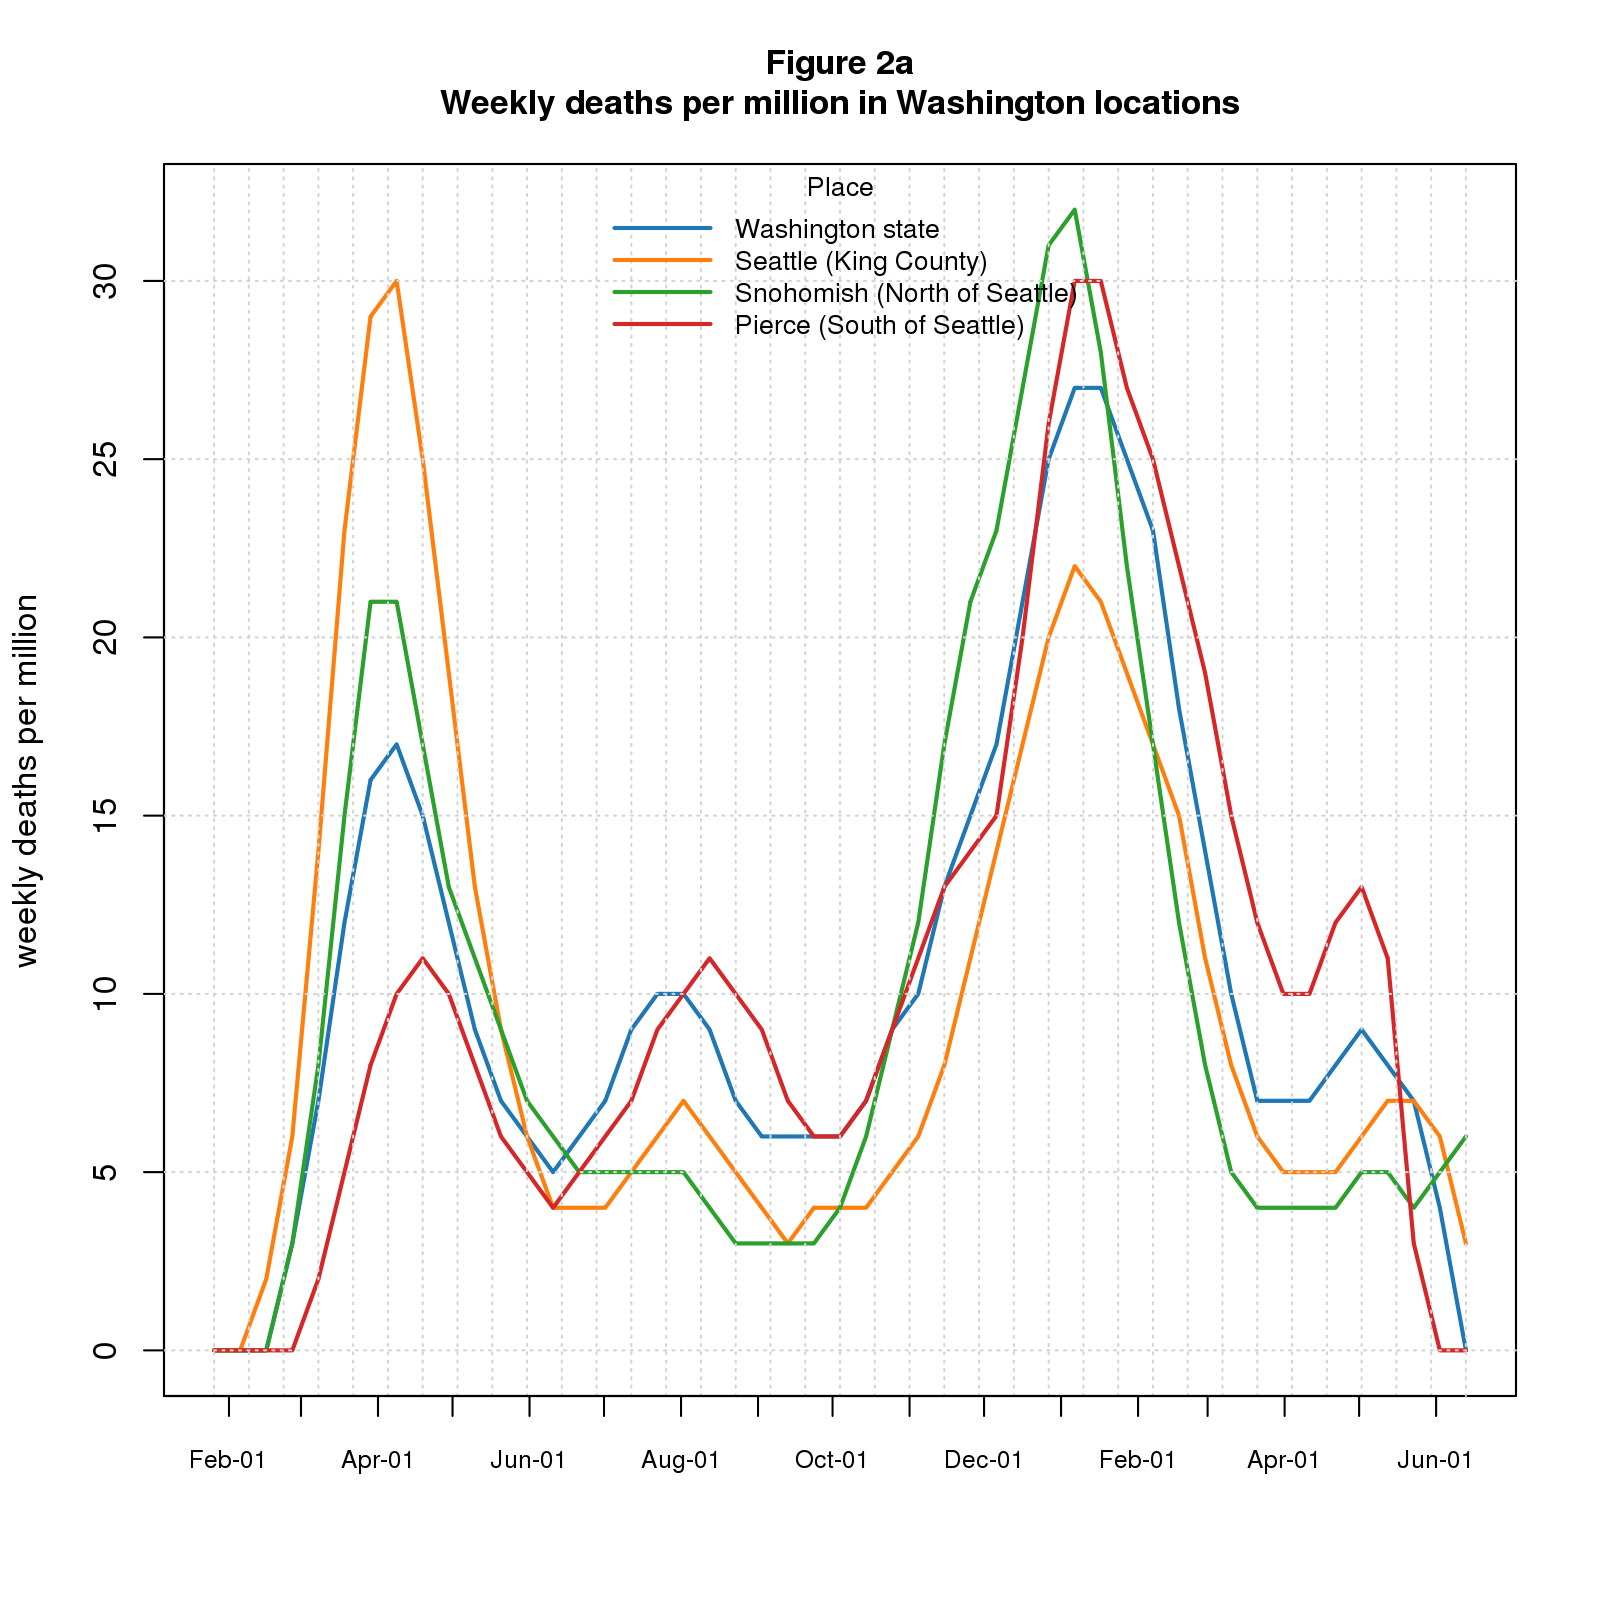 Figure 2a
Weekly deaths per million in Washington locations
Place
Washington state
Seattle (King County)
Snohomish (North of Seattle)
Pierce (South of Seattle)
weekly deaths per million
30
25
20
15
10
5
0
Feb-01 Apr-01 Jun-01 Aug-01 Oct-01 Dec-01 Feb-01 Apr-01 Jun-01